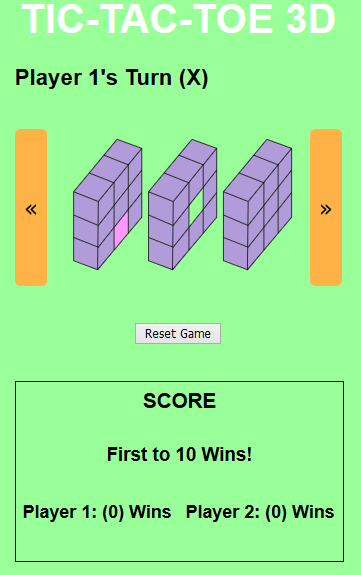 TIC-TAC-TOE 3D
Player 1's Turn (X)
« »
Reset Game
SCORE
First to 10 Wins!
Player 1: (0) Wins Player 2: (0) Wins